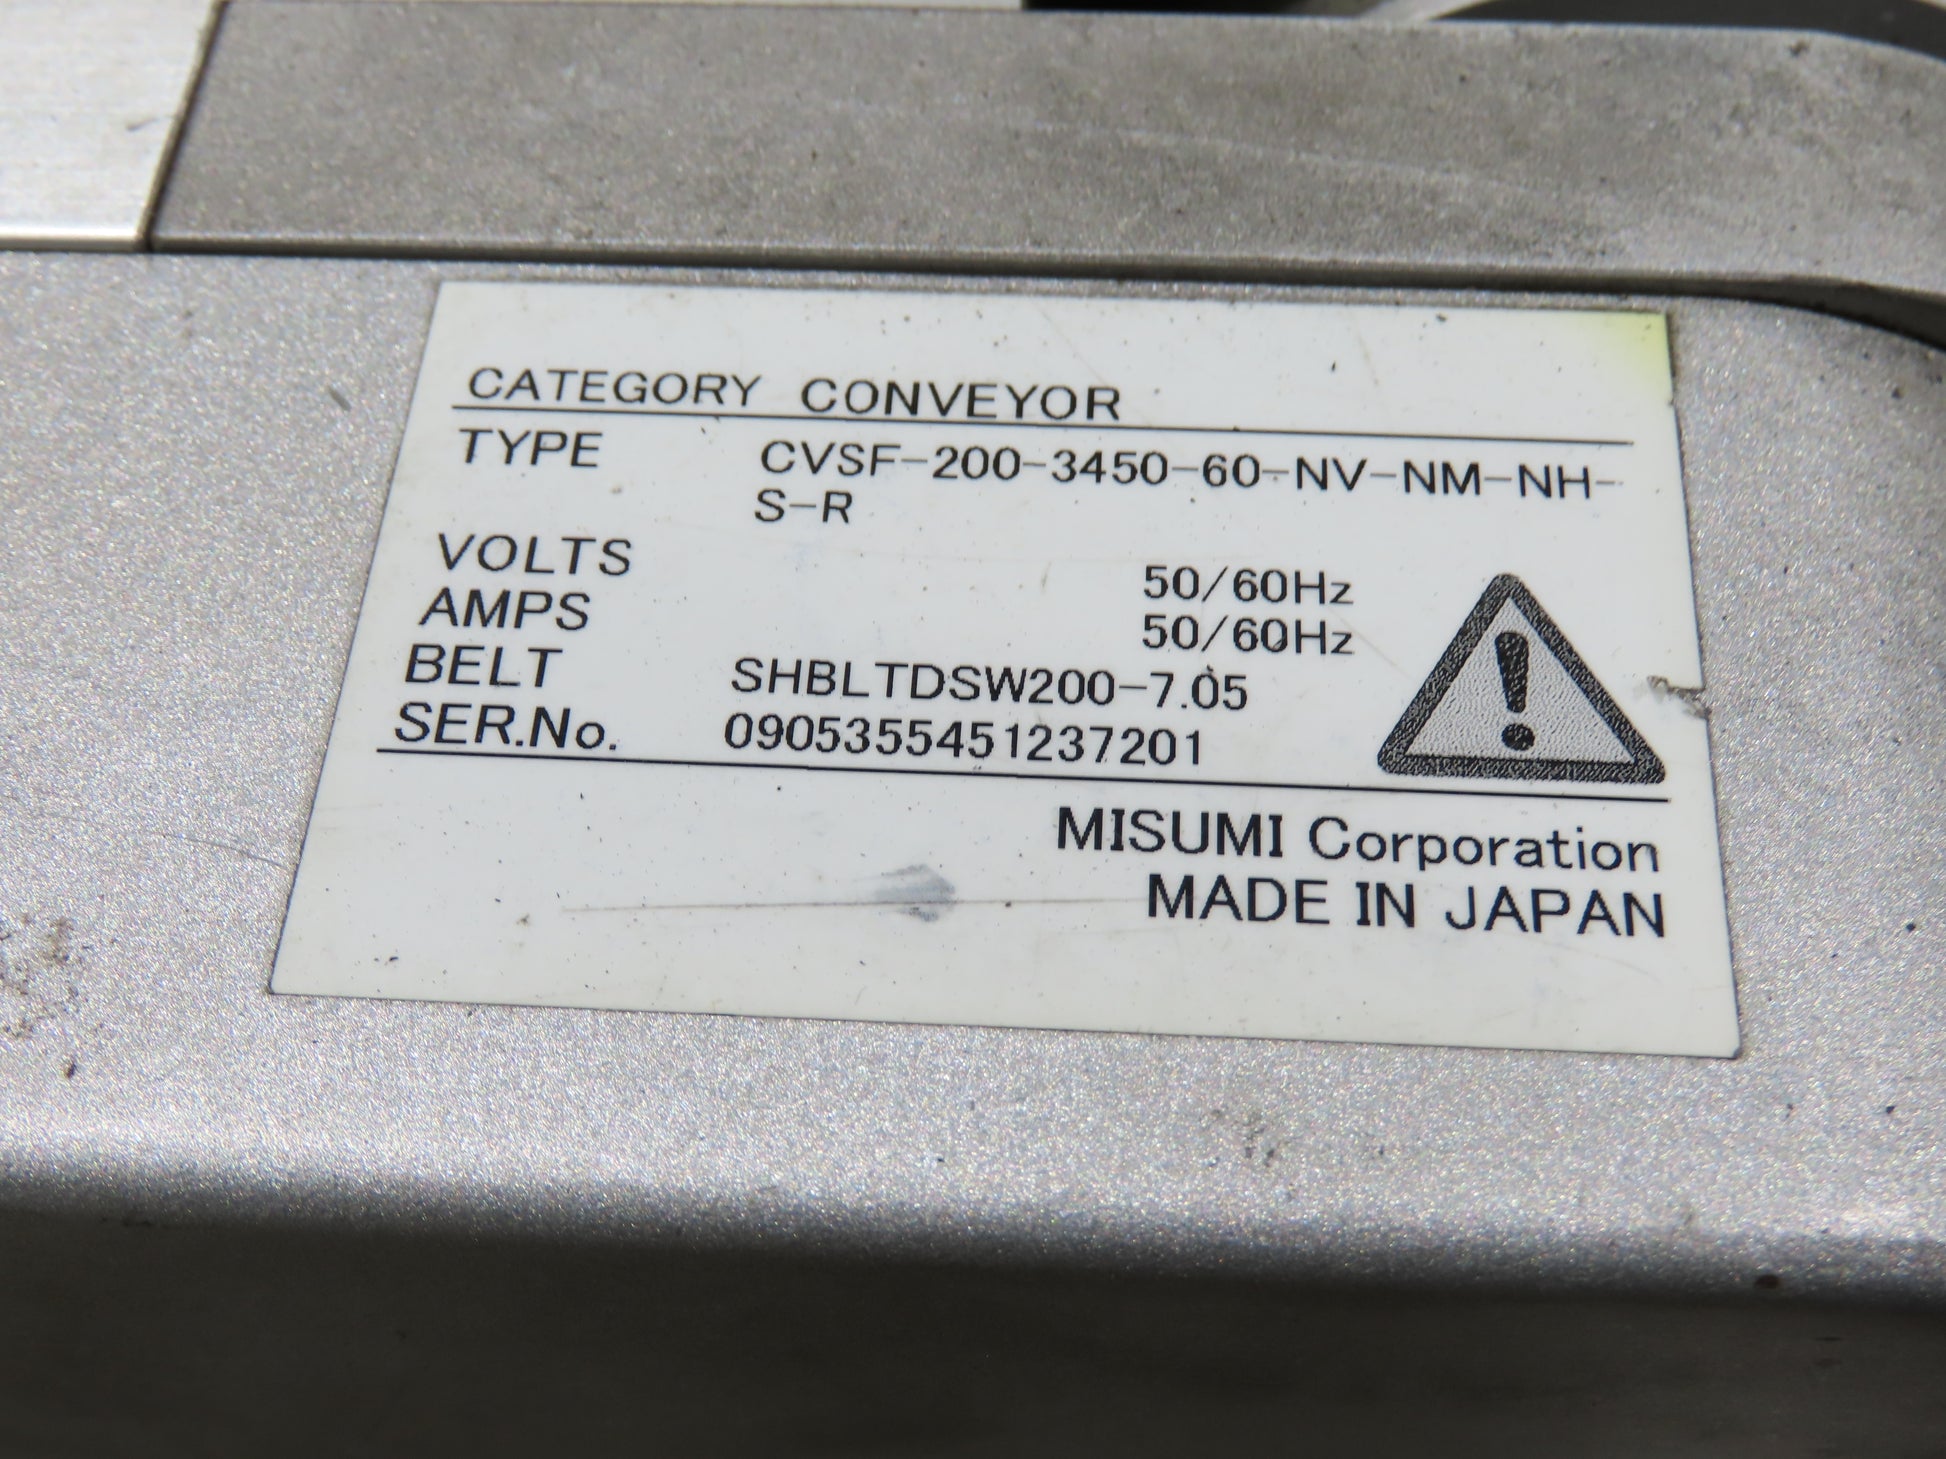 CATEGORY CONVEYOR
TYPE CVSF-200-3450-60-NV-NM-NH-
S-R
VOLTS 50/60Hz
AMPS 50/60Hz
BELT SHBLTDSW200-7.05
SER.No. 0905355451237201
MISUMI Corporation
MADE IN JAPAN